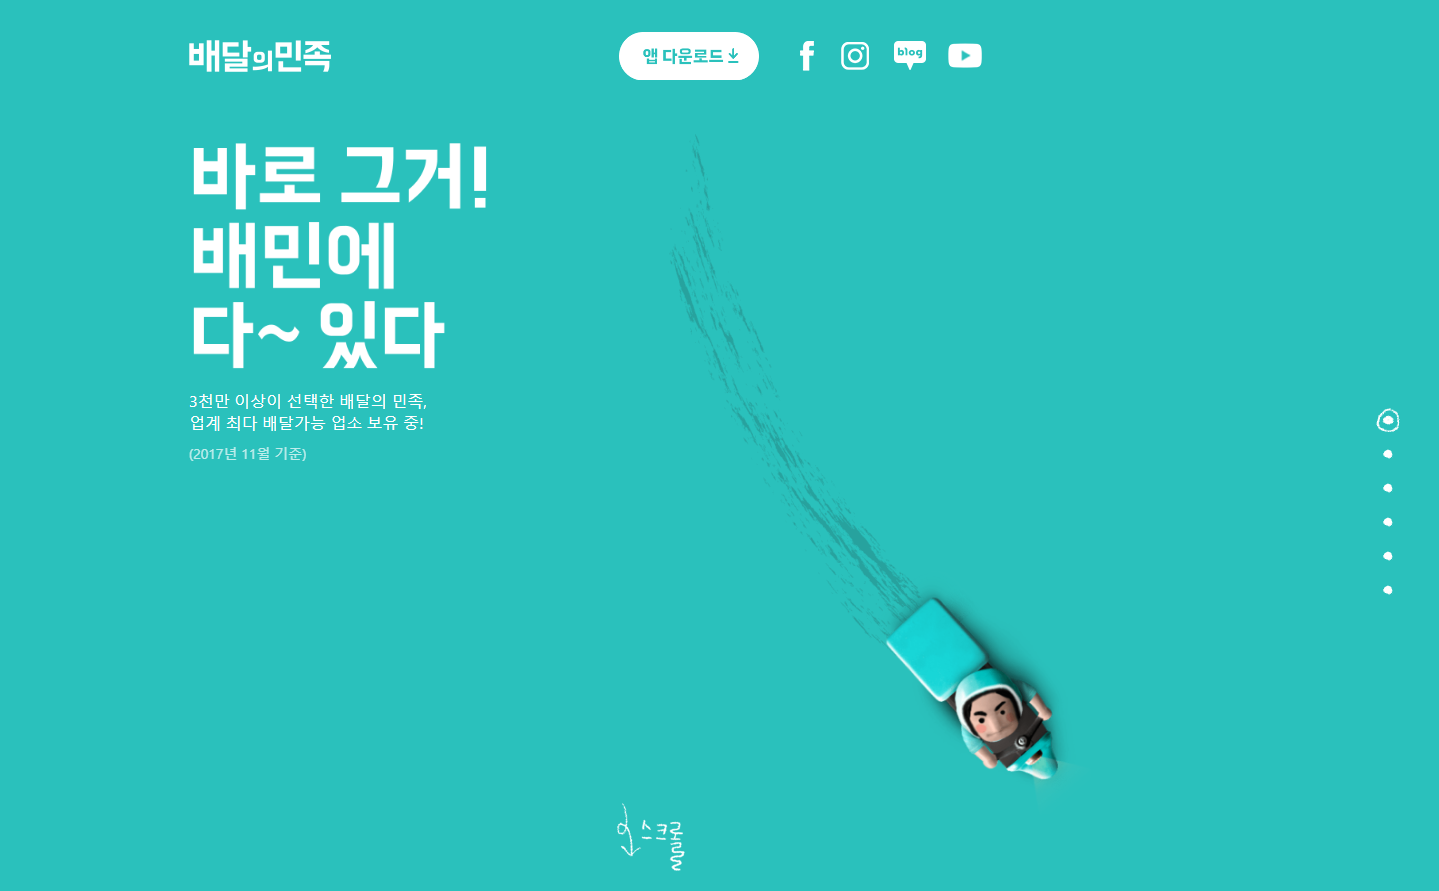 배달의민족
앱 다운로드
blog
바로 그거!
배민에
다~ 있다
3천만 이상이 선택한 배달의 민족,
업계 최다 배달가능 업소 보유 중!
(2017년 11월 기준)
스크롤